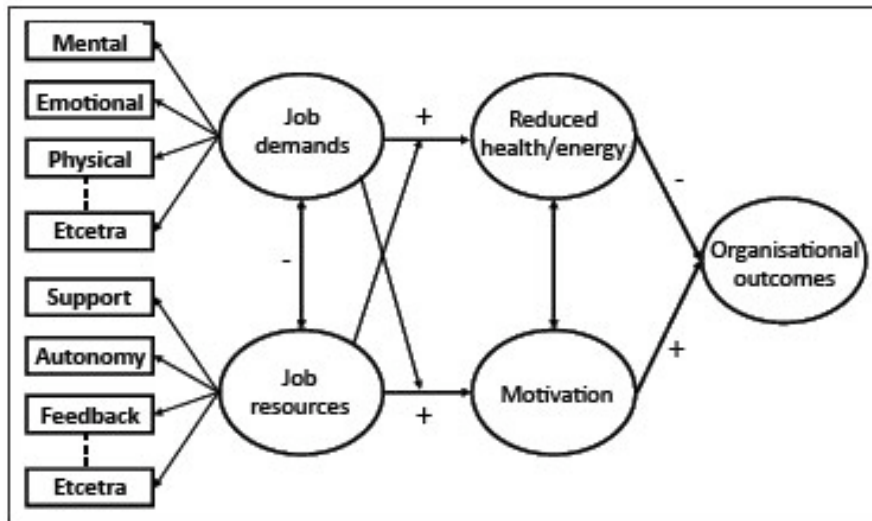 Mental
Emotional
Physical
Etcetra
Support
Autonomy
Feedback
Etcetra
Job
demands
+
Reduced
health/energy
-
-
Organisational
outcomes
Job
resources
+
Motivation
+